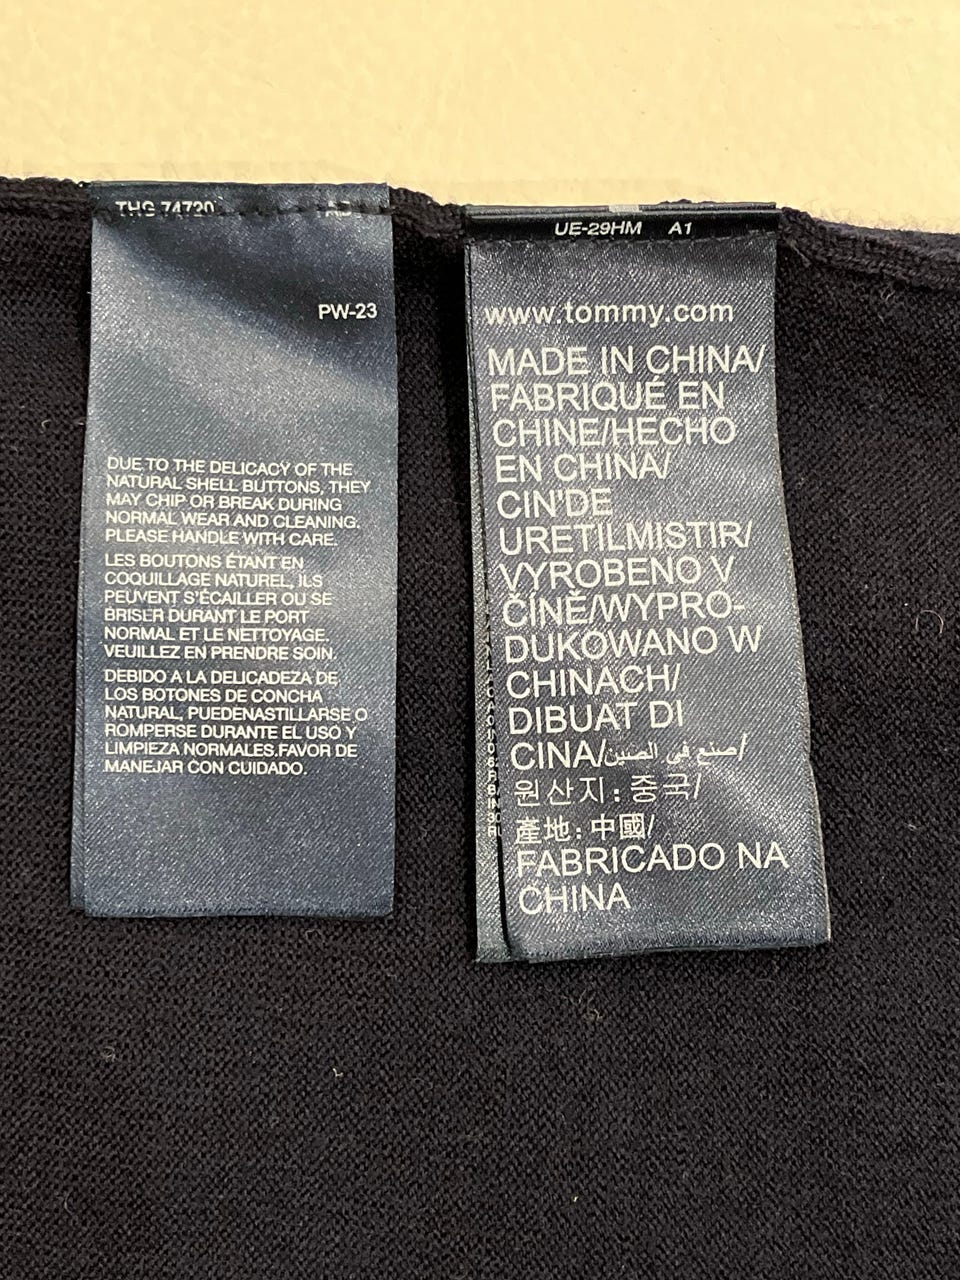 THG 74720
PW-23
DUE TO THE DELICACY OF THE
NATURAL SHELL BUTTONS, THEY
MAY CHIP OR BREAK DURING
NORMAL WEAR AND CLEANING.
PLEASE HANDLE WITH CARE.
LES BOUTONS ÉTANT EN
COQUILLAGE NATUREL, ILS
PEUVENT S'ÉCAILLER OU SE
BRISER DURANT LE PORT
NORMAL ET LE NETTOYAGE.
VEUILLEZ EN PRENDRE SOIN.
DEBIDO A LA DELICADEZA DE
LOS BOTONES DE CONCHA
NATURAL, PUEDENASTILLARSE O
ROMPERSE DURANTE EL USO Y
LIMPIEZA NORMALES.FAVOR DE
MANEJAR CON CUIDADO.
UE-29HM A1
www.tommy.com
MADE IN CHINA/
FABRIQUÉ EN
CHINE/HECHO
EN CHINA/
CIN'DE
URETILMISTIR/
VYROBENO V
ČÍNĚ/WYPRO-
DUKOWANO W
CHINACH/
DIBUAT DI
CINA/صنع في الصين/
원산지: 중국/
產地: 中國/
FABRICADO NA
CHINA